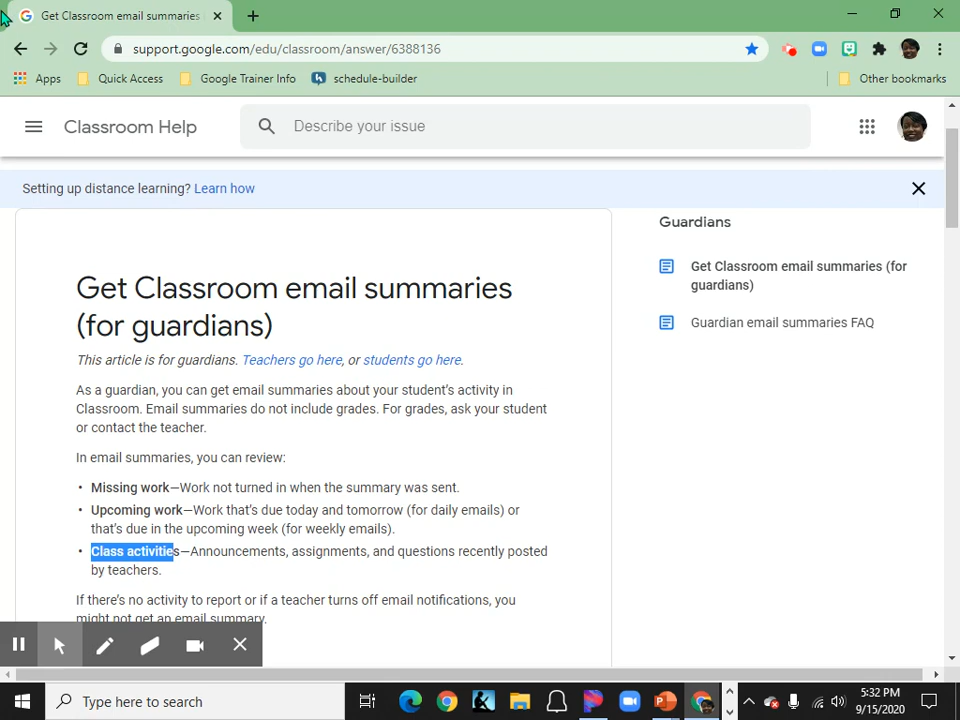 Get Classroom email summaries
support.google.com/edu/classroom/answer/6388136
Apps Quick Access Google Trainer Info schedule-builder Other bookmarks
Classroom Help Describe your issue
Setting up distance learning? Learn how
Get Classroom email summaries
(for guardians)
This article is for guardians. Teachers go here, or students go here.
As a guardian, you can get email summaries about your student's activity in
Classroom. Email summaries do not include grades. For grades, ask your student
or contact the teacher.
In email summaries, you can review:
• Missing work—Work not turned in when the summary was sent.
• Upcoming work—Work that's due today and tomorrow (for daily emails) or
that's due in the upcoming week (for weekly emails).
• Class activities—Announcements, assignments, and questions recently posted
by teachers.
If there's no activity to report or if a teacher turns off email notifications, you
might not get an email summary.
Guardians
Get Classroom email summaries (for
guardians)
Guardian email summaries FAQ
Type here to search
5:32 PM
9/15/2020